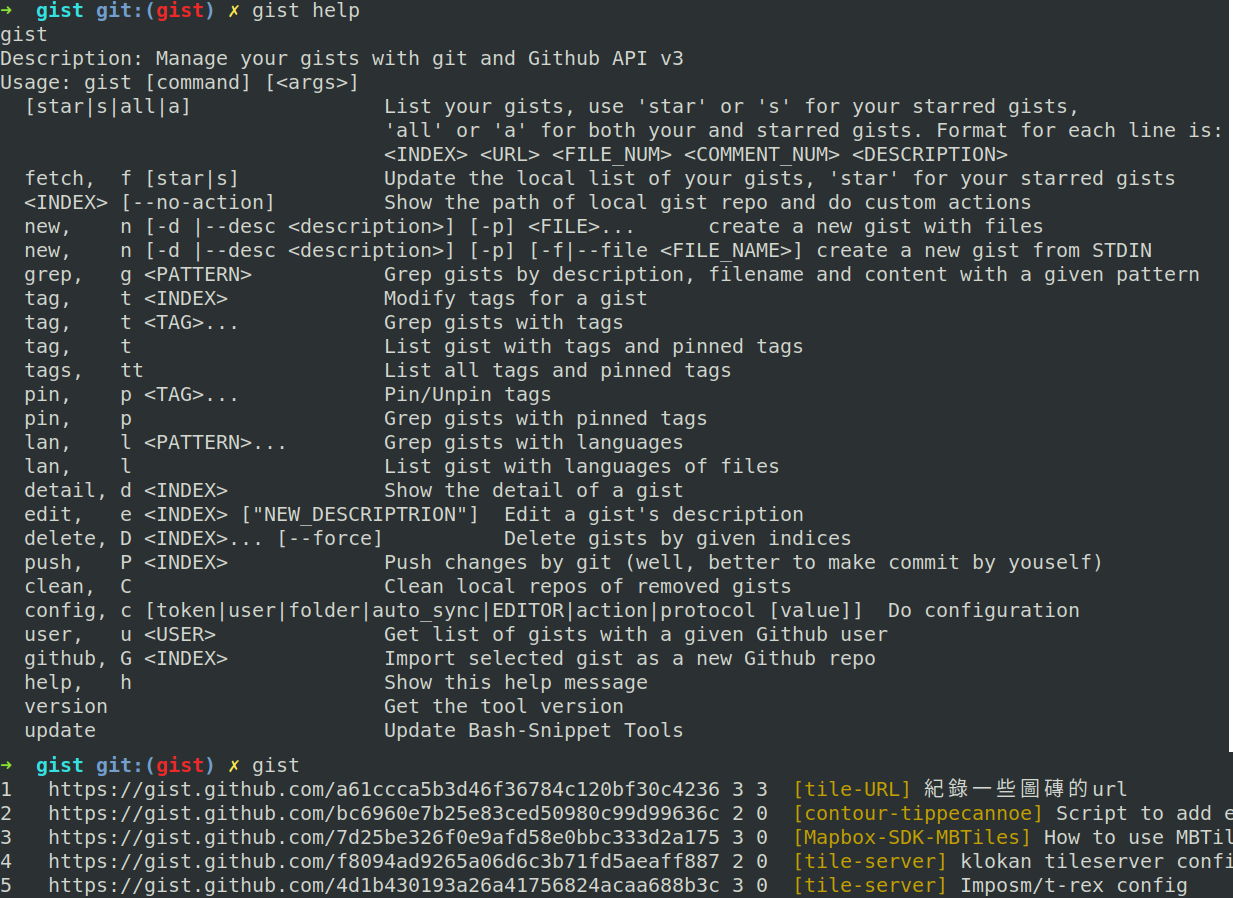 ➜  gist git:(gist) ✗ gist help
gist
Description: Manage your gists with git and Github API v3
Usage: gist [command] [<args>]
  [star|s|all|a]                List your gists, use 'star' or 's' for your starred gists,
                                'all' or 'a' for both your and starred gists. Format for each line is:
                                <INDEX> <URL> <FILE_NUM> <COMMENT_NUM> <DESCRIPTION>
  fetch,  f [star|s]            Update the local list of your gists, 'star' for your starred gists
  <INDEX> [--no-action]         Show the path of local gist repo and do custom actions
  new,    n [-d |--desc <description>] [-p] <FILE>...      create a new gist with files
  new,    n [-d |--desc <description>] [-p] [-f|--file <FILE_NAME>] create a new gist from STDIN
  grep,   g <PATTERN>           Grep gists by description, filename and content with a given pattern
  tag,    t <INDEX>             Modify tags for a gist
  tag,    t <TAG>...            Grep gists with tags
  tag,    t                     List gist with tags and pinned tags
  tags,   tt                    List all tags and pinned tags
  pin,    p <TAG>...            Pin/Unpin tags
  pin,    p                     Grep gists with pinned tags
  lan,    l <PATTERN>...        Grep gists with languages
  lan,    l                     List gist with languages of files
  detail, d <INDEX>             Show the detail of a gist
  edit,   e <INDEX> ["NEW_DESCRIPTRION"]  Edit a gist's description
  delete, D <INDEX>... [--force]          Delete gists by given indices
  push,   P <INDEX>             Push changes by git (well, better to make commit by youself)
  clean,  C                     Clean local repos of removed gists
  config, c [token|user|folder|auto_sync|EDITOR|action|protocol [value]]  Do configuration
  user,   u <USER>              Get list of gists with a given Github user
  github, G <INDEX>             Import selected gist as a new Github repo
  help,   h                     Show this help message
  version                       Get the tool version
  update                        Update Bash-Snippet Tools
➜  gist git:(gist) ✗ gist
1   https://gist.github.com/a61ccca5b3d46f36784c120bf30c4236 3 3  [tile-URL] 紀錄一些圖磚的url
2   https://gist.github.com/bc6960e7b25e83ced50980c99d99636c 2 0  [contour-tippecannoe] Script to add e
3   https://gist.github.com/7d25be326f0e9afd58e0bbc333d2a175 3 0  [Mapbox-SDK-MBTiles] How to use MBTil
4   https://gist.github.com/f8094ad9265a06d6c3b71fd5aeaff887 2 0  [tile-server] klokan tileserver confi
5   https://gist.github.com/4d1b430193a26a41756824acaa688b3c 3 0  [tile-server] Imposm/t-rex config